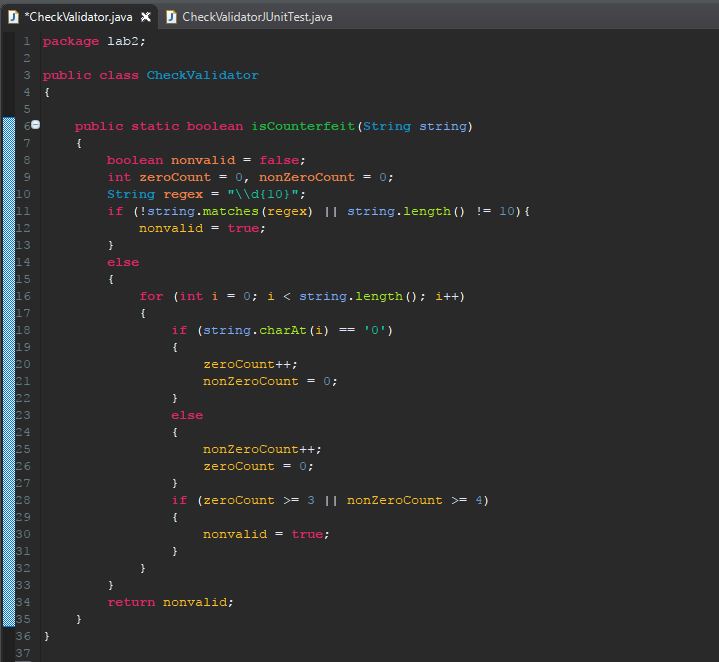 *CheckValidator.java CheckValidatorJUnitTest.java
1 package lab2;
2
3 public class CheckValidator
4 {
5
6 public static boolean isCounterfeit(String string)
7 {
8 boolean nonvalid = false;
9 int zeroCount = 0, nonZeroCount = 0;
10 String regex = "\\d{10}";
11 if (!string.matches(regex) || string.length() != 10){
12 nonvalid = true;
13 }
14 else
15 {
16 for (int i = 0; i < string.length(); i++)
17 {
18 if (string.charAt(i) == '0')
19 {
20 zeroCount++;
21 nonZeroCount = 0;
22 }
23 else
24 {
25 nonZeroCount++;
26 zeroCount = 0;
27 }
28 if (zeroCount >= 3 || nonZeroCount >= 4)
29 {
30 nonvalid = true;
31 }
32 }
33 }
34 return nonvalid;
35 }
36 }
37